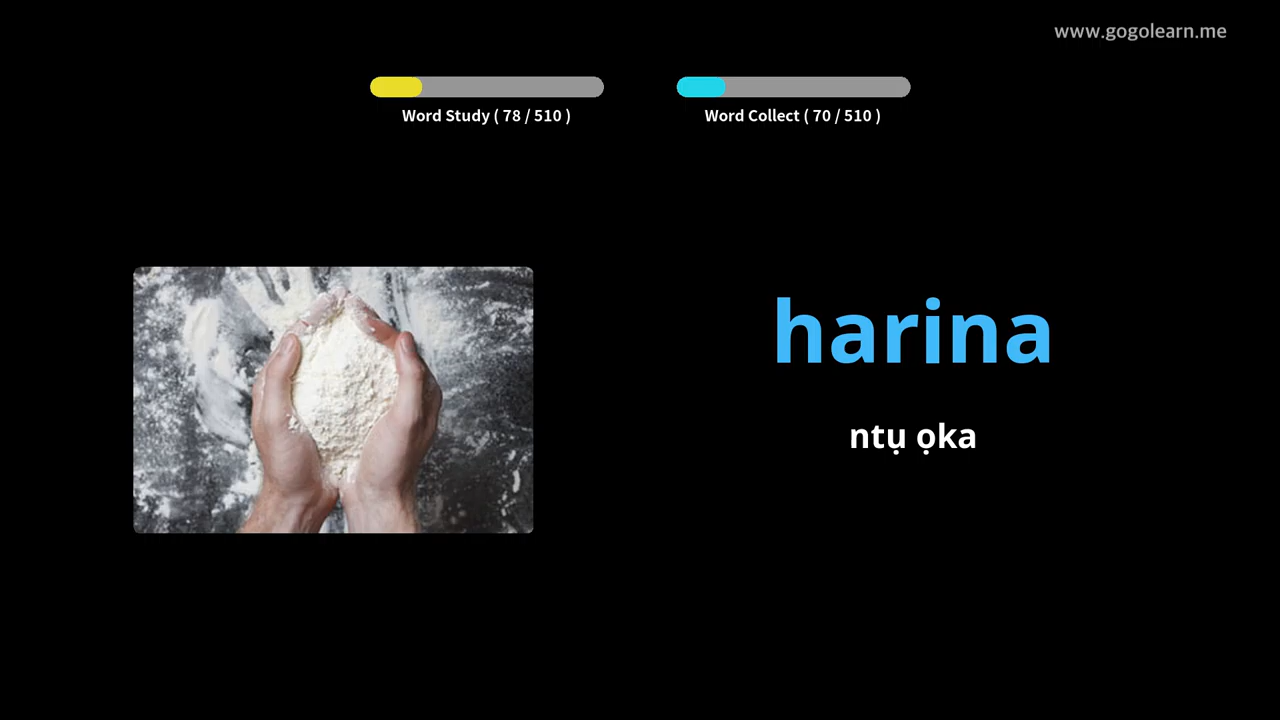 www.gogolearn.me
Word Study ( 78 / 510 )
Word Collect ( 70 / 510 )
harina
ntụ ọka